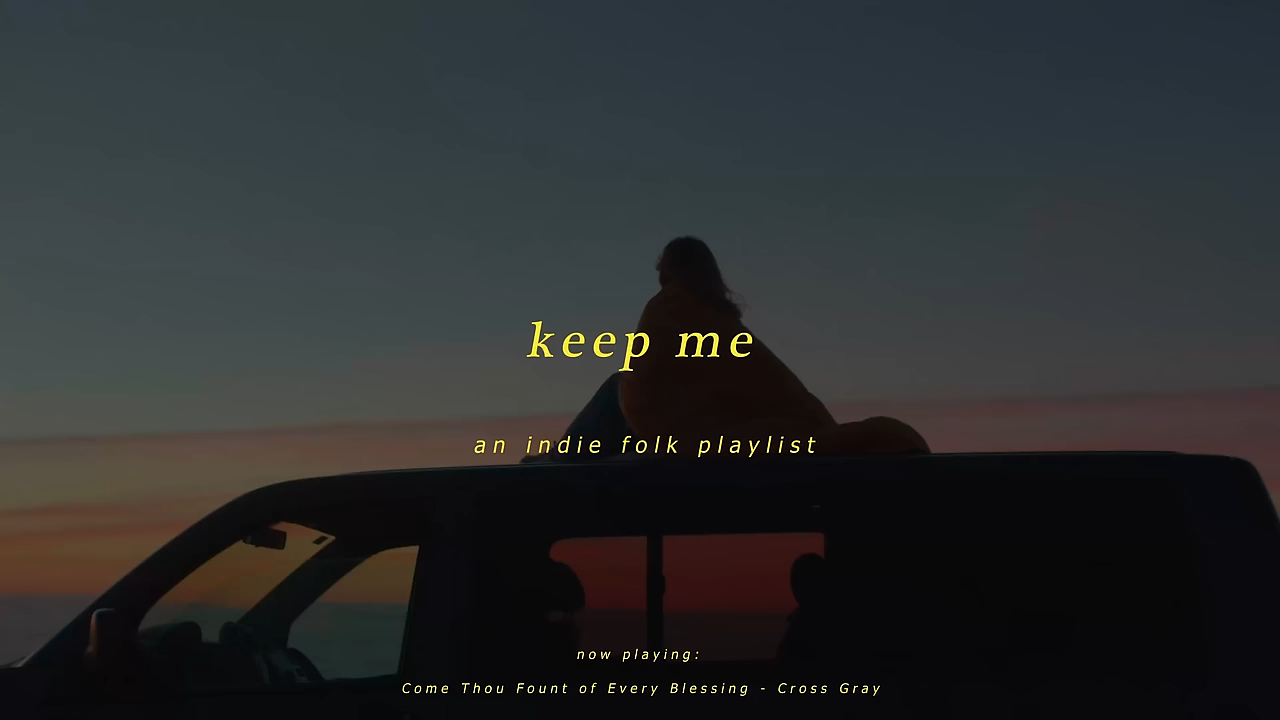 keep me
an indie folk playlist
now playing:
Come Thou Fount of Every Blessing - Cross Gray